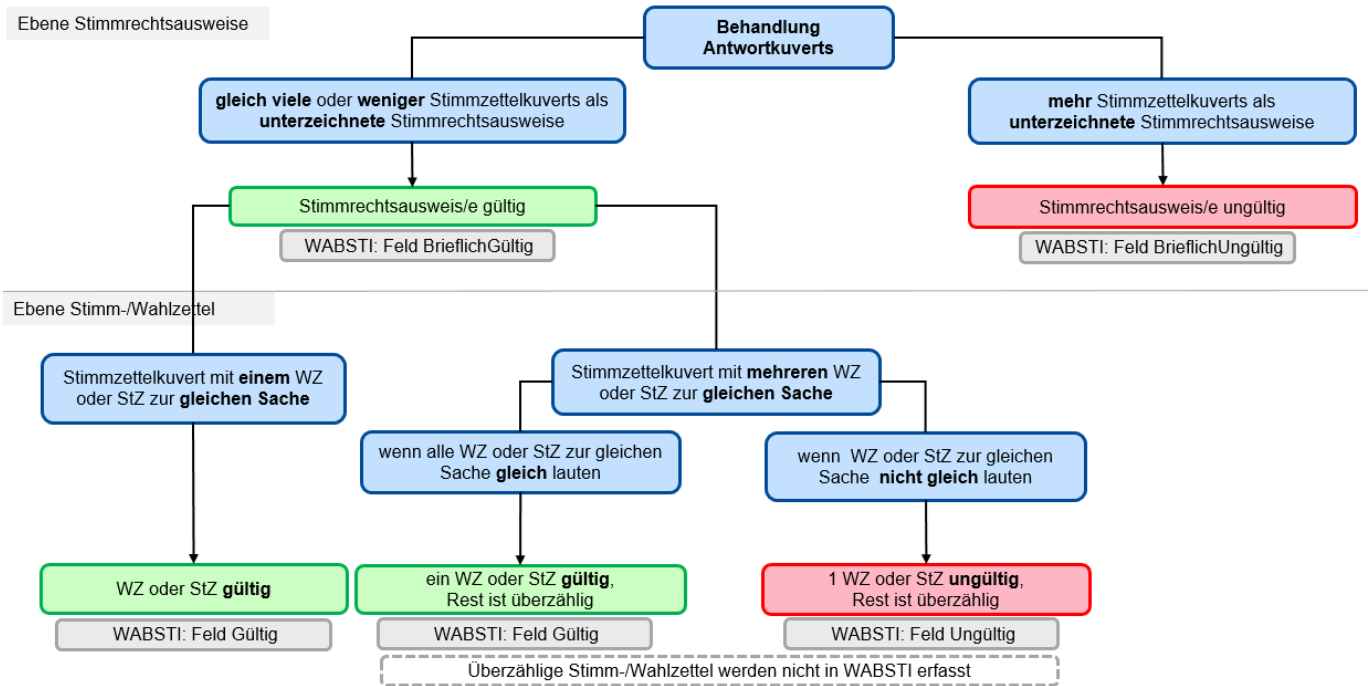 Ebene Stimmrechtsausweise
Behandlung
Antwortkuverts
gleich viele oder weniger Stimmzettelkuverts als
unterzeichnete Stimmrechtsausweise
mehr Stimmzettelkuverts als
unterzeichnete Stimmrechtsausweise
Stimmrechtsausweis/e gültig
Stimmrechtsausweis/e ungültig
WABSTI: Feld BrieflichGültig
WABSTI: Feld BrieflichUngültig
Ebene Stimm-/Wahlzettel
Stimmzettelkuvert mit einem WZ
oder StZ zur gleichen Sache
Stimmzettelkuvert mit mehreren WZ
oder StZ zur gleichen Sache
wenn alle WZ oder StZ zur gleichen
Sache gleich lauten
wenn WZ oder StZ zur gleichen
Sache nicht gleich lauten
WZ oder StZ gültig
ein WZ oder StZ gültig,
Rest ist überzählig
1 WZ oder StZ ungültig,
Rest ist überzählig
WABSTI: Feld Gültig
WABSTI: Feld Gültig
WABSTI: Feld Ungültig
Überzählige Stimm-/Wahlzettel werden nicht in WABSTI erfasst